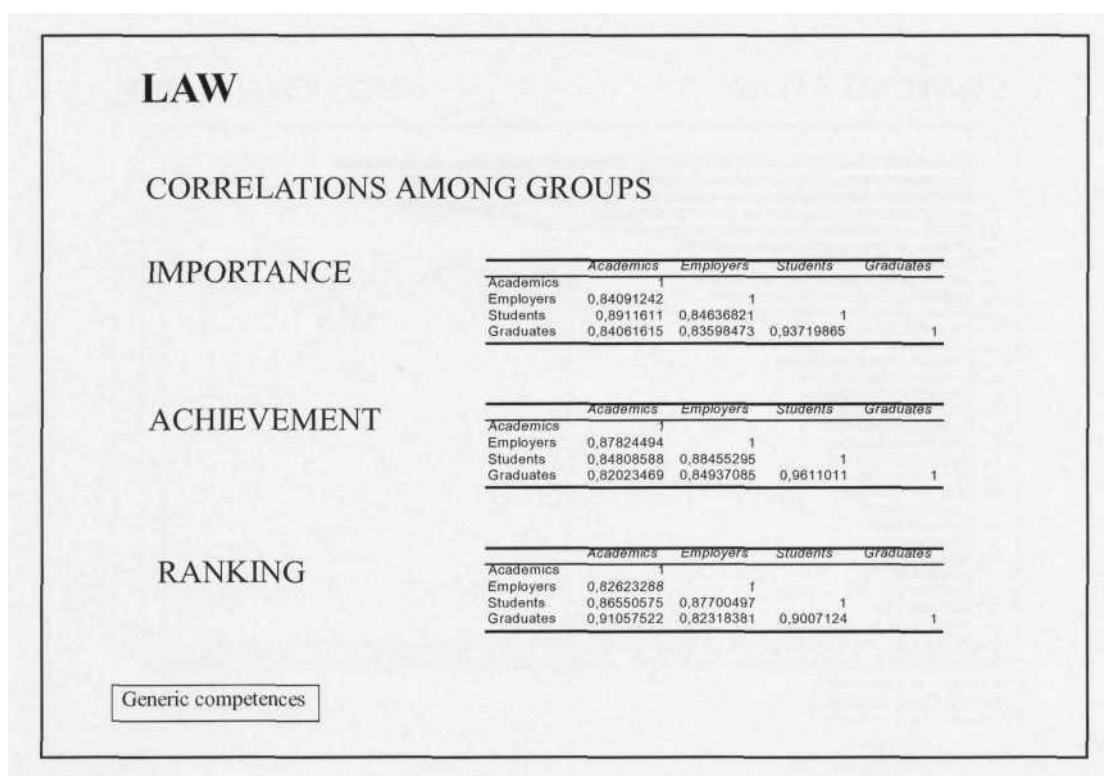 LAW
CORRELATIONS AMONG GROUPS
IMPORTANCE
Academics Employers Students Graduates
Academics 1
Employers 0,84091242 1
Students 0,8911611 0,84636821 1
Graduates 0,84061615 0,83598473 0,93719865 1
ACHIEVEMENT
Academics Employers Students Graduates
Academics 1
Employers 0,87824494 1
Students 0,84808588 0,88455295 1
Graduates 0,82023469 0,84937085 0,9611011 1
RANKING
Academics Employers Students Graduates
Academics 1
Employers 0,82623288 1
Students 0,86550575 0,87700497 1
Graduates 0,91057522 0,82318381 0,9007124 1
Generic competences